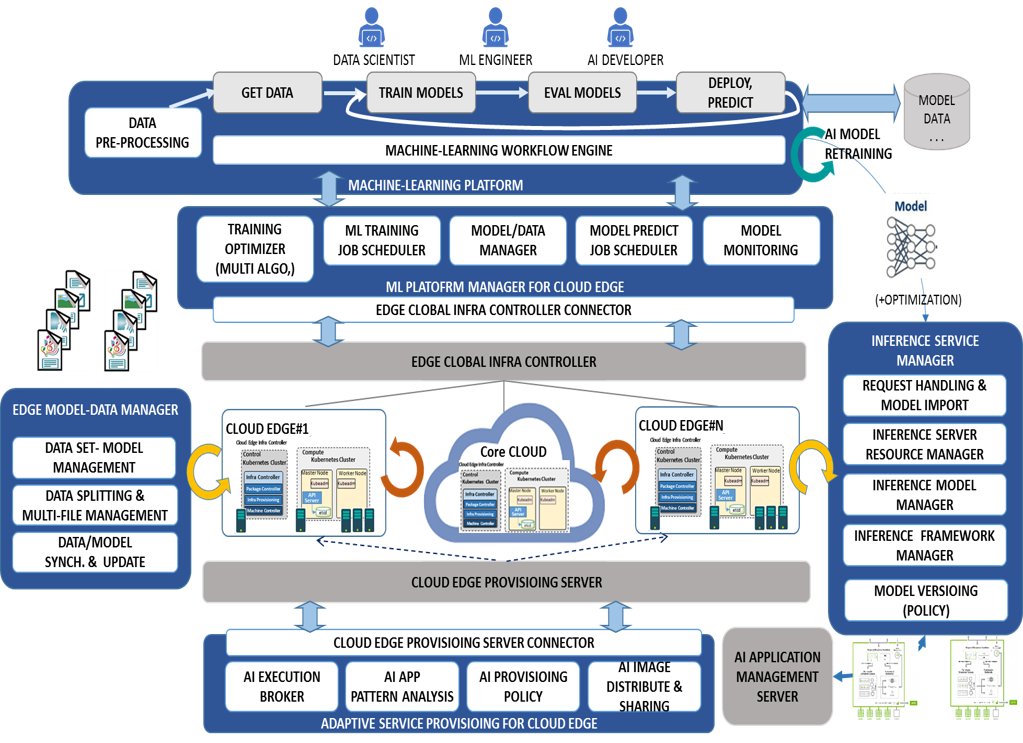 DATA SCIENTIST
ML ENGINEER
AI DEVELOPER
GET DATA
TRAIN MODELS
EVAL MODELS
DEPLOY,
PREDICT
DATA
PRE-PROCESSING
MACHINE-LEARNING WORKFLOW ENGINE
MACHINE-LEARNING PLATFORM
MODEL
DATA
...
AI MODEL
RETRAINING
TRAINING
OPTIMIZER
(MULTI ALGO,)
ML TRAINING
JOB SCHEDULER
MODEL/DATA
MANAGER
MODEL PREDICT
JOB SCHEDULER
MODEL
MONITORING
ML PLATOFRM MANAGER FOR CLOUD EDGE
EDGE CLOBAL INFRA CONTROLLER CONNECTOR
Model
(+OPTIMIZATION)
EDGE CLOBAL INFRA CONTROLLER
INFERENCE SERVICE
MANAGER
REQUEST HANDLING &
MODEL IMPORT
INFERENCE SERVER
RESOURCE MANAGER
INFERENCE MODEL
MANAGER
INFERENCE FRAMEWORK
MANAGER
MODEL VERSIOING
(POLICY)
EDGE MODEL-DATA MANAGER
DATA SET- MODEL
MANAGEMENT
DATA SPLITTING &
MULTI-FILE MANAGEMENT
DATA/MODEL
SYNCH. & UPDATE
CLOUD EDGE#1
Cloud Edge Infra Controller
Control
Kubernetes Cluster
Infra Controller
Package Controller
Infra Provisioning
Machine Controller
Compute
Kubernetes Cluster
Master Node
Kubeadm
API
Server
etcd
Worker Node
Kubeadm
Core CLOUD
Cloud Edge Infra Controller
Control
Kubernetes Cluster
Infra Controller
Package Controller
Infra Provisioning
Machine Controller
Compute
Kubernetes Cluster
Master Node
Kubeadm
API
Server
etcd
Worker Node
Kubeadm
CLOUD EDGE#N
Cloud Edge Infra Controller
Control
Kubernetes Cluster
Infra Controller
Package Controller
Infra Provisioning
Machine Controller
Compute
Kubernetes Cluster
Master Node
Kubeadm
API
Server
etcd
Worker Node
Kubeadm
CLOUD EDGE PROVISIOING SERVER
CLOUD EDGE PROVISIOING SERVER CONNECTOR
AI EXECUTION
BROKER
AI APP
PATTERN ANALYSIS
AI PROVISIOING
POLICY
AI IMAGE
DISTRIBUTE &
SHARING
ADAPTIVE SERVICE PROVISIOING FOR CLOUD EDGE
AI APPLICATION
MANAGEMENT
SERVER